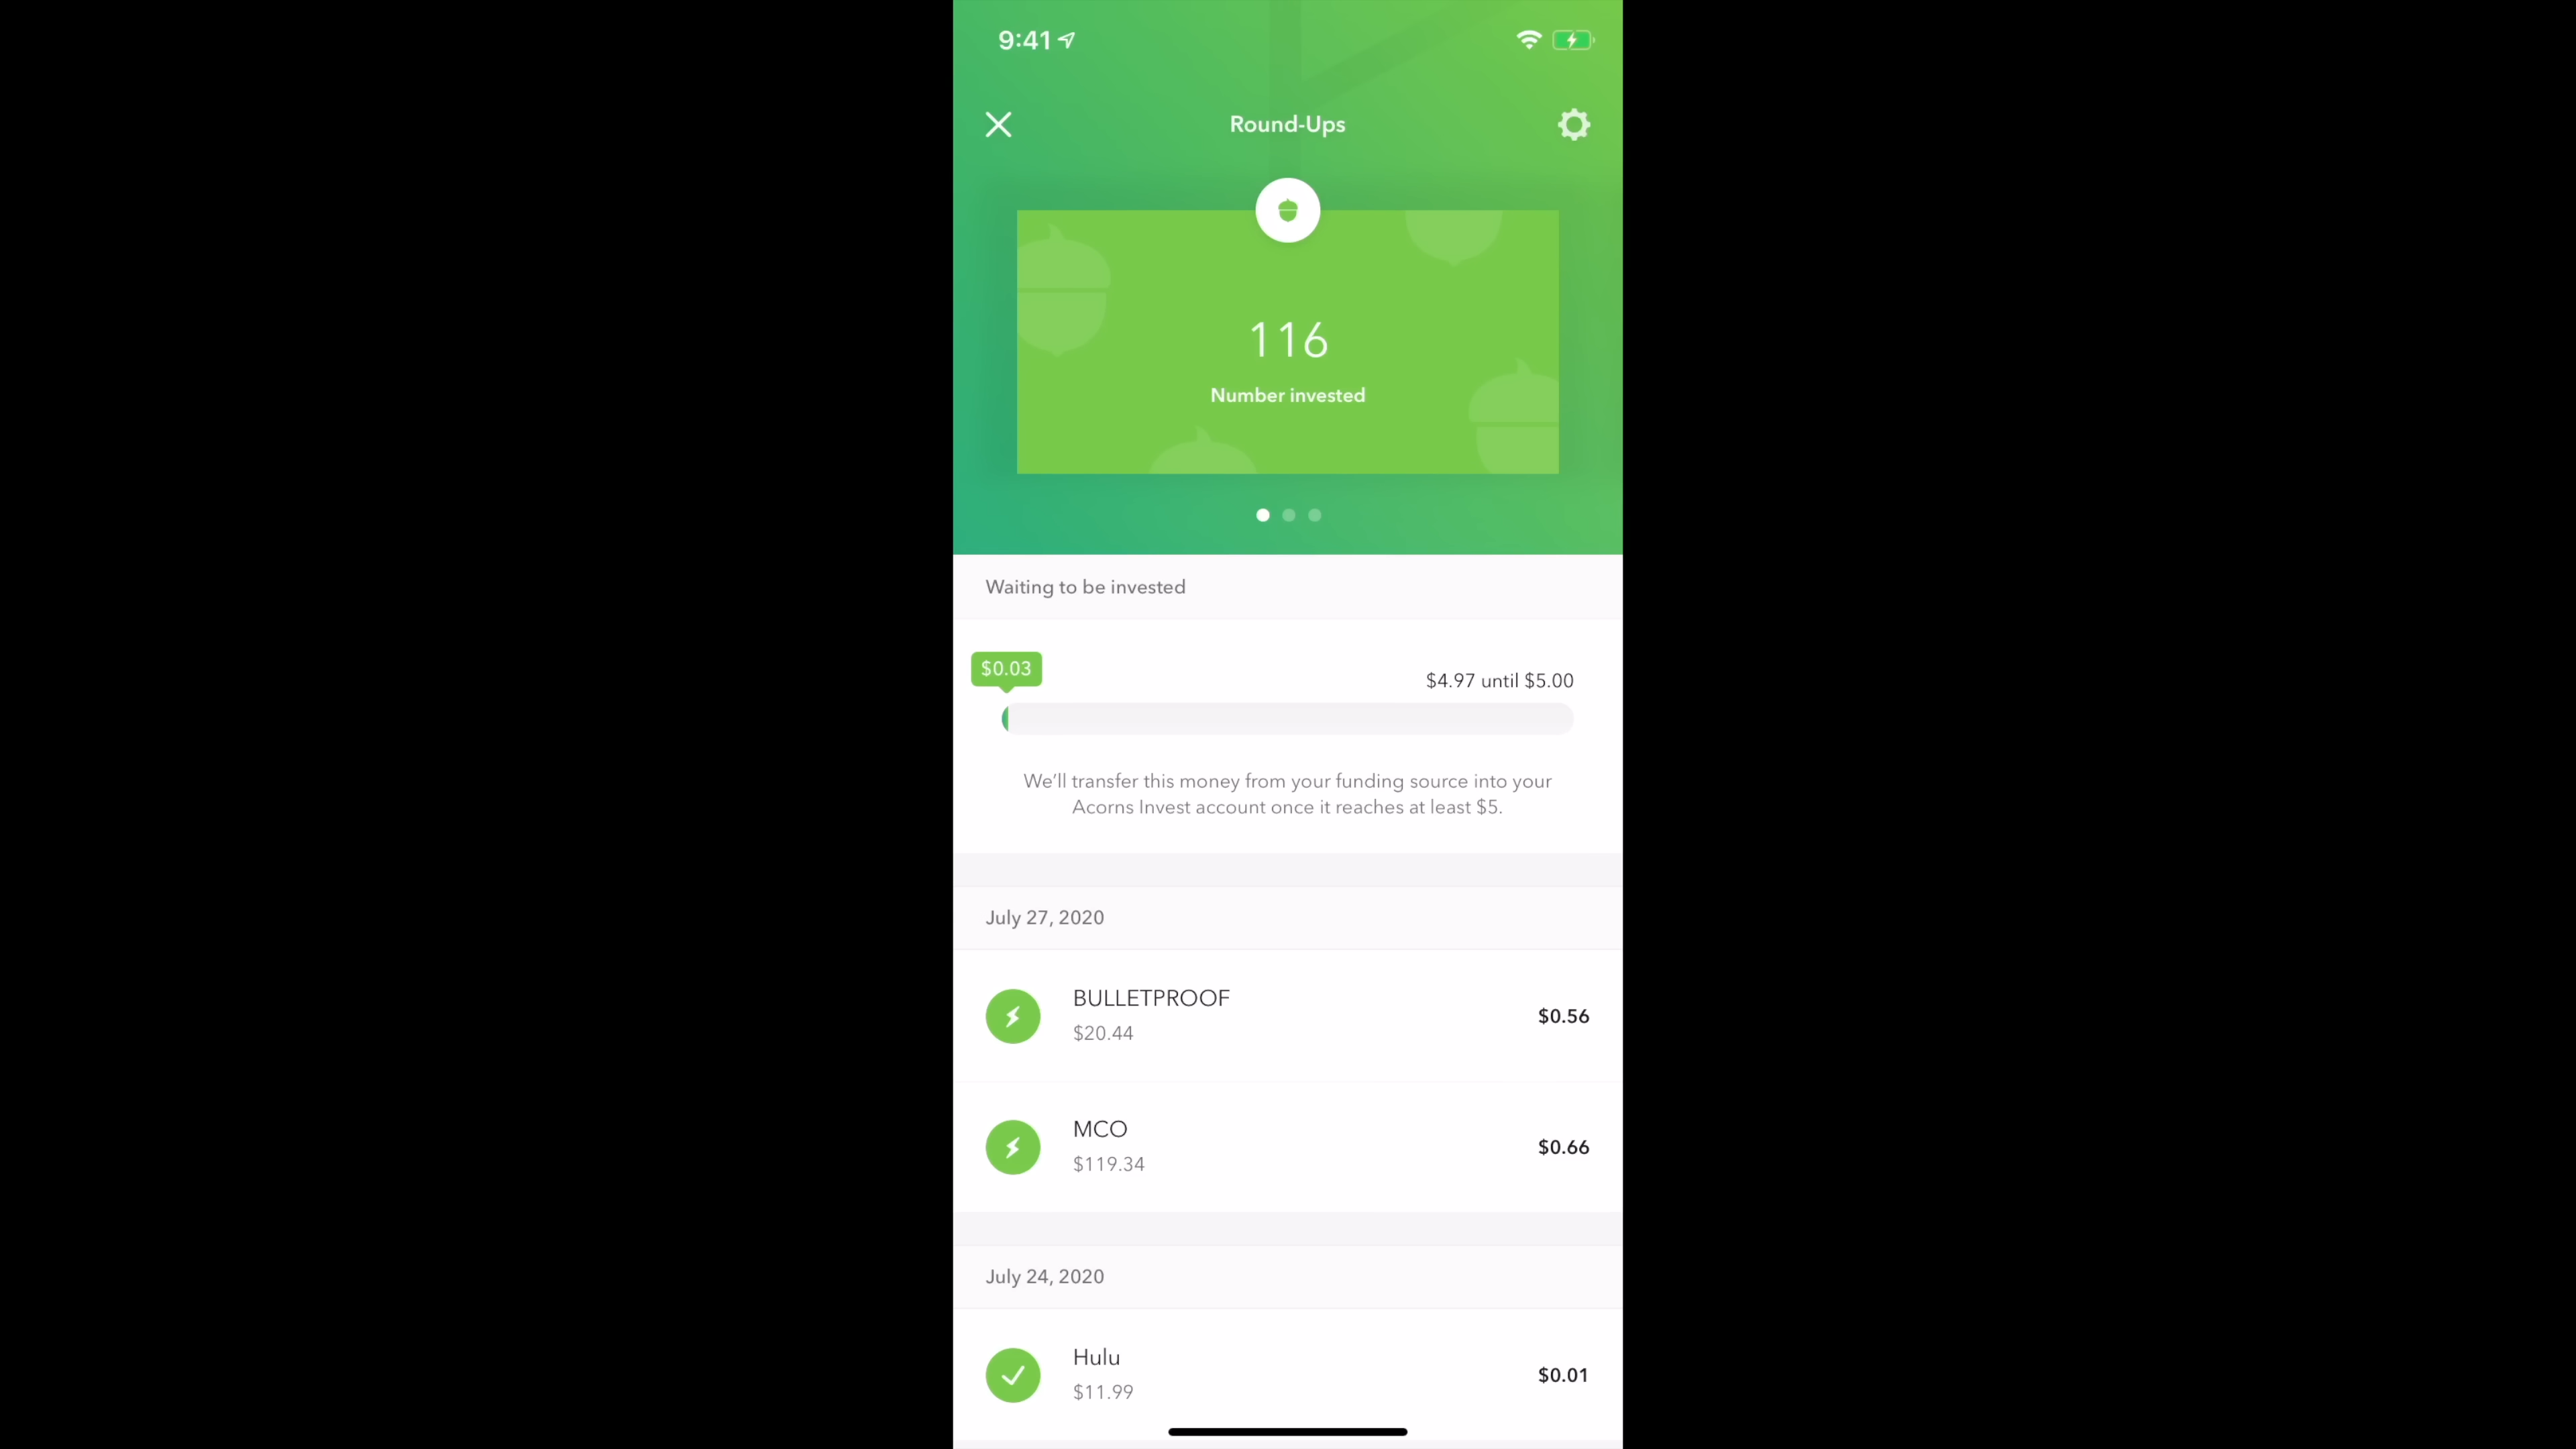 9:41
Round-Ups
116
Number invested
Waiting to be invested
$0.03
$4.97 until $5.00
We’ll transfer this money from your funding source into your
Acorns Invest account once it reaches at least $5.
July 27, 2020
BULLETPROOF
$20.44
$0.56
MCO
$119.34
$0.66
July 24, 2020
Hulu
$11.99
$0.01